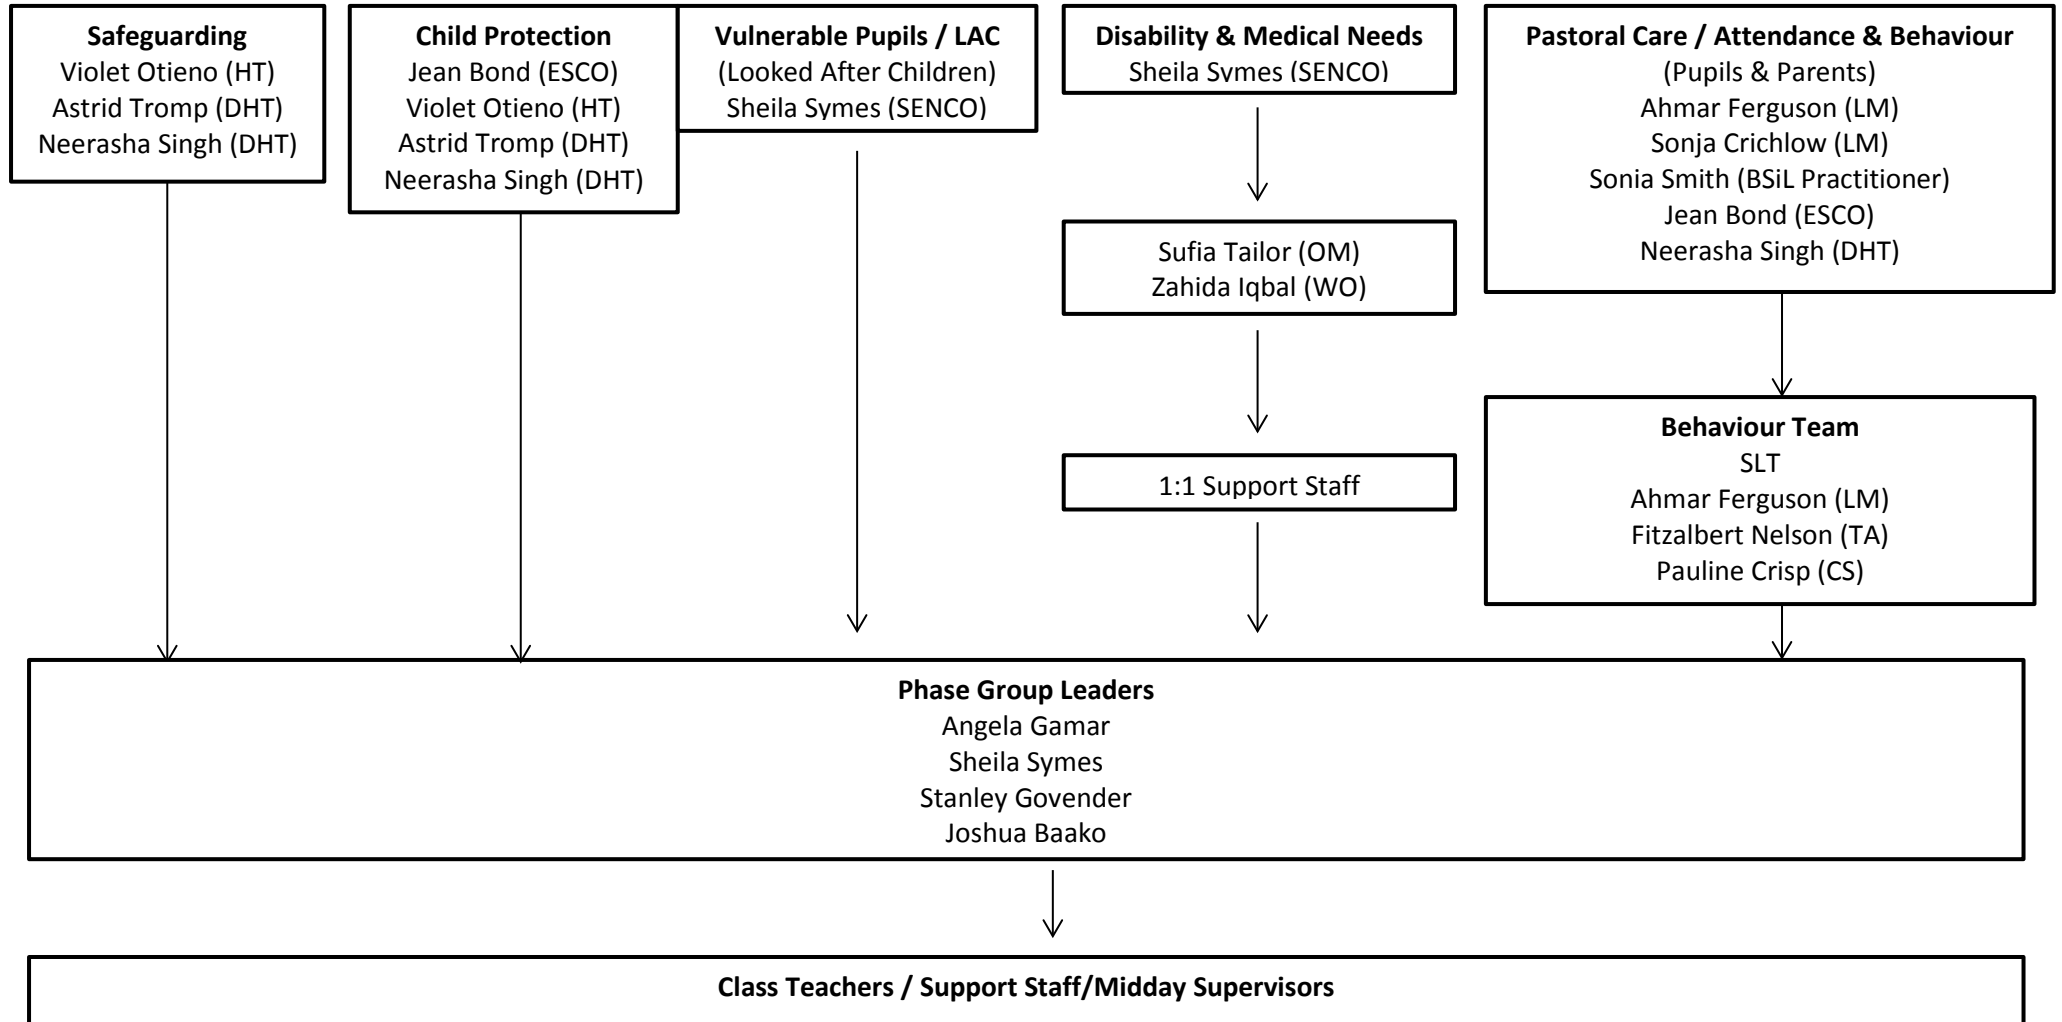 Safeguarding
Violet Otieno (HT)
Astrid Tromp (DHT)
Neerasha Singh (DHT)
Child Protection
Jean Bond (ESCO)
Violet Otieno (HT)
Astrid Tromp (DHT)
Neerasha Singh (DHT)
Vulnerable Pupils / LAC
(Looked After Children)
Sheila Symes (SENCO)
Disability & Medical Needs
Sheila Symes (SENCO)
Sufia Tailor (OM)
Zahida Iqbal (WO)
1:1 Support Staff
Pastoral Care / Attendance & Behaviour
(Pupils & Parents)
Ahmar Ferguson (LM)
Sonja Crichlow (LM)
Sonia Smith (BSiL Practitioner)
Jean Bond (ESCO)
Neerasha Singh (DHT)
Behaviour Team
SLT
Ahmar Ferguson (LM)
Fitzalbert Nelson (TA)
Pauline Crisp (CS)
Phase Group Leaders
Angela Gamar
Sheila Symes
Stanley Govender
Joshua Baako
Class Teachers / Support Staff/Midday Supervisors